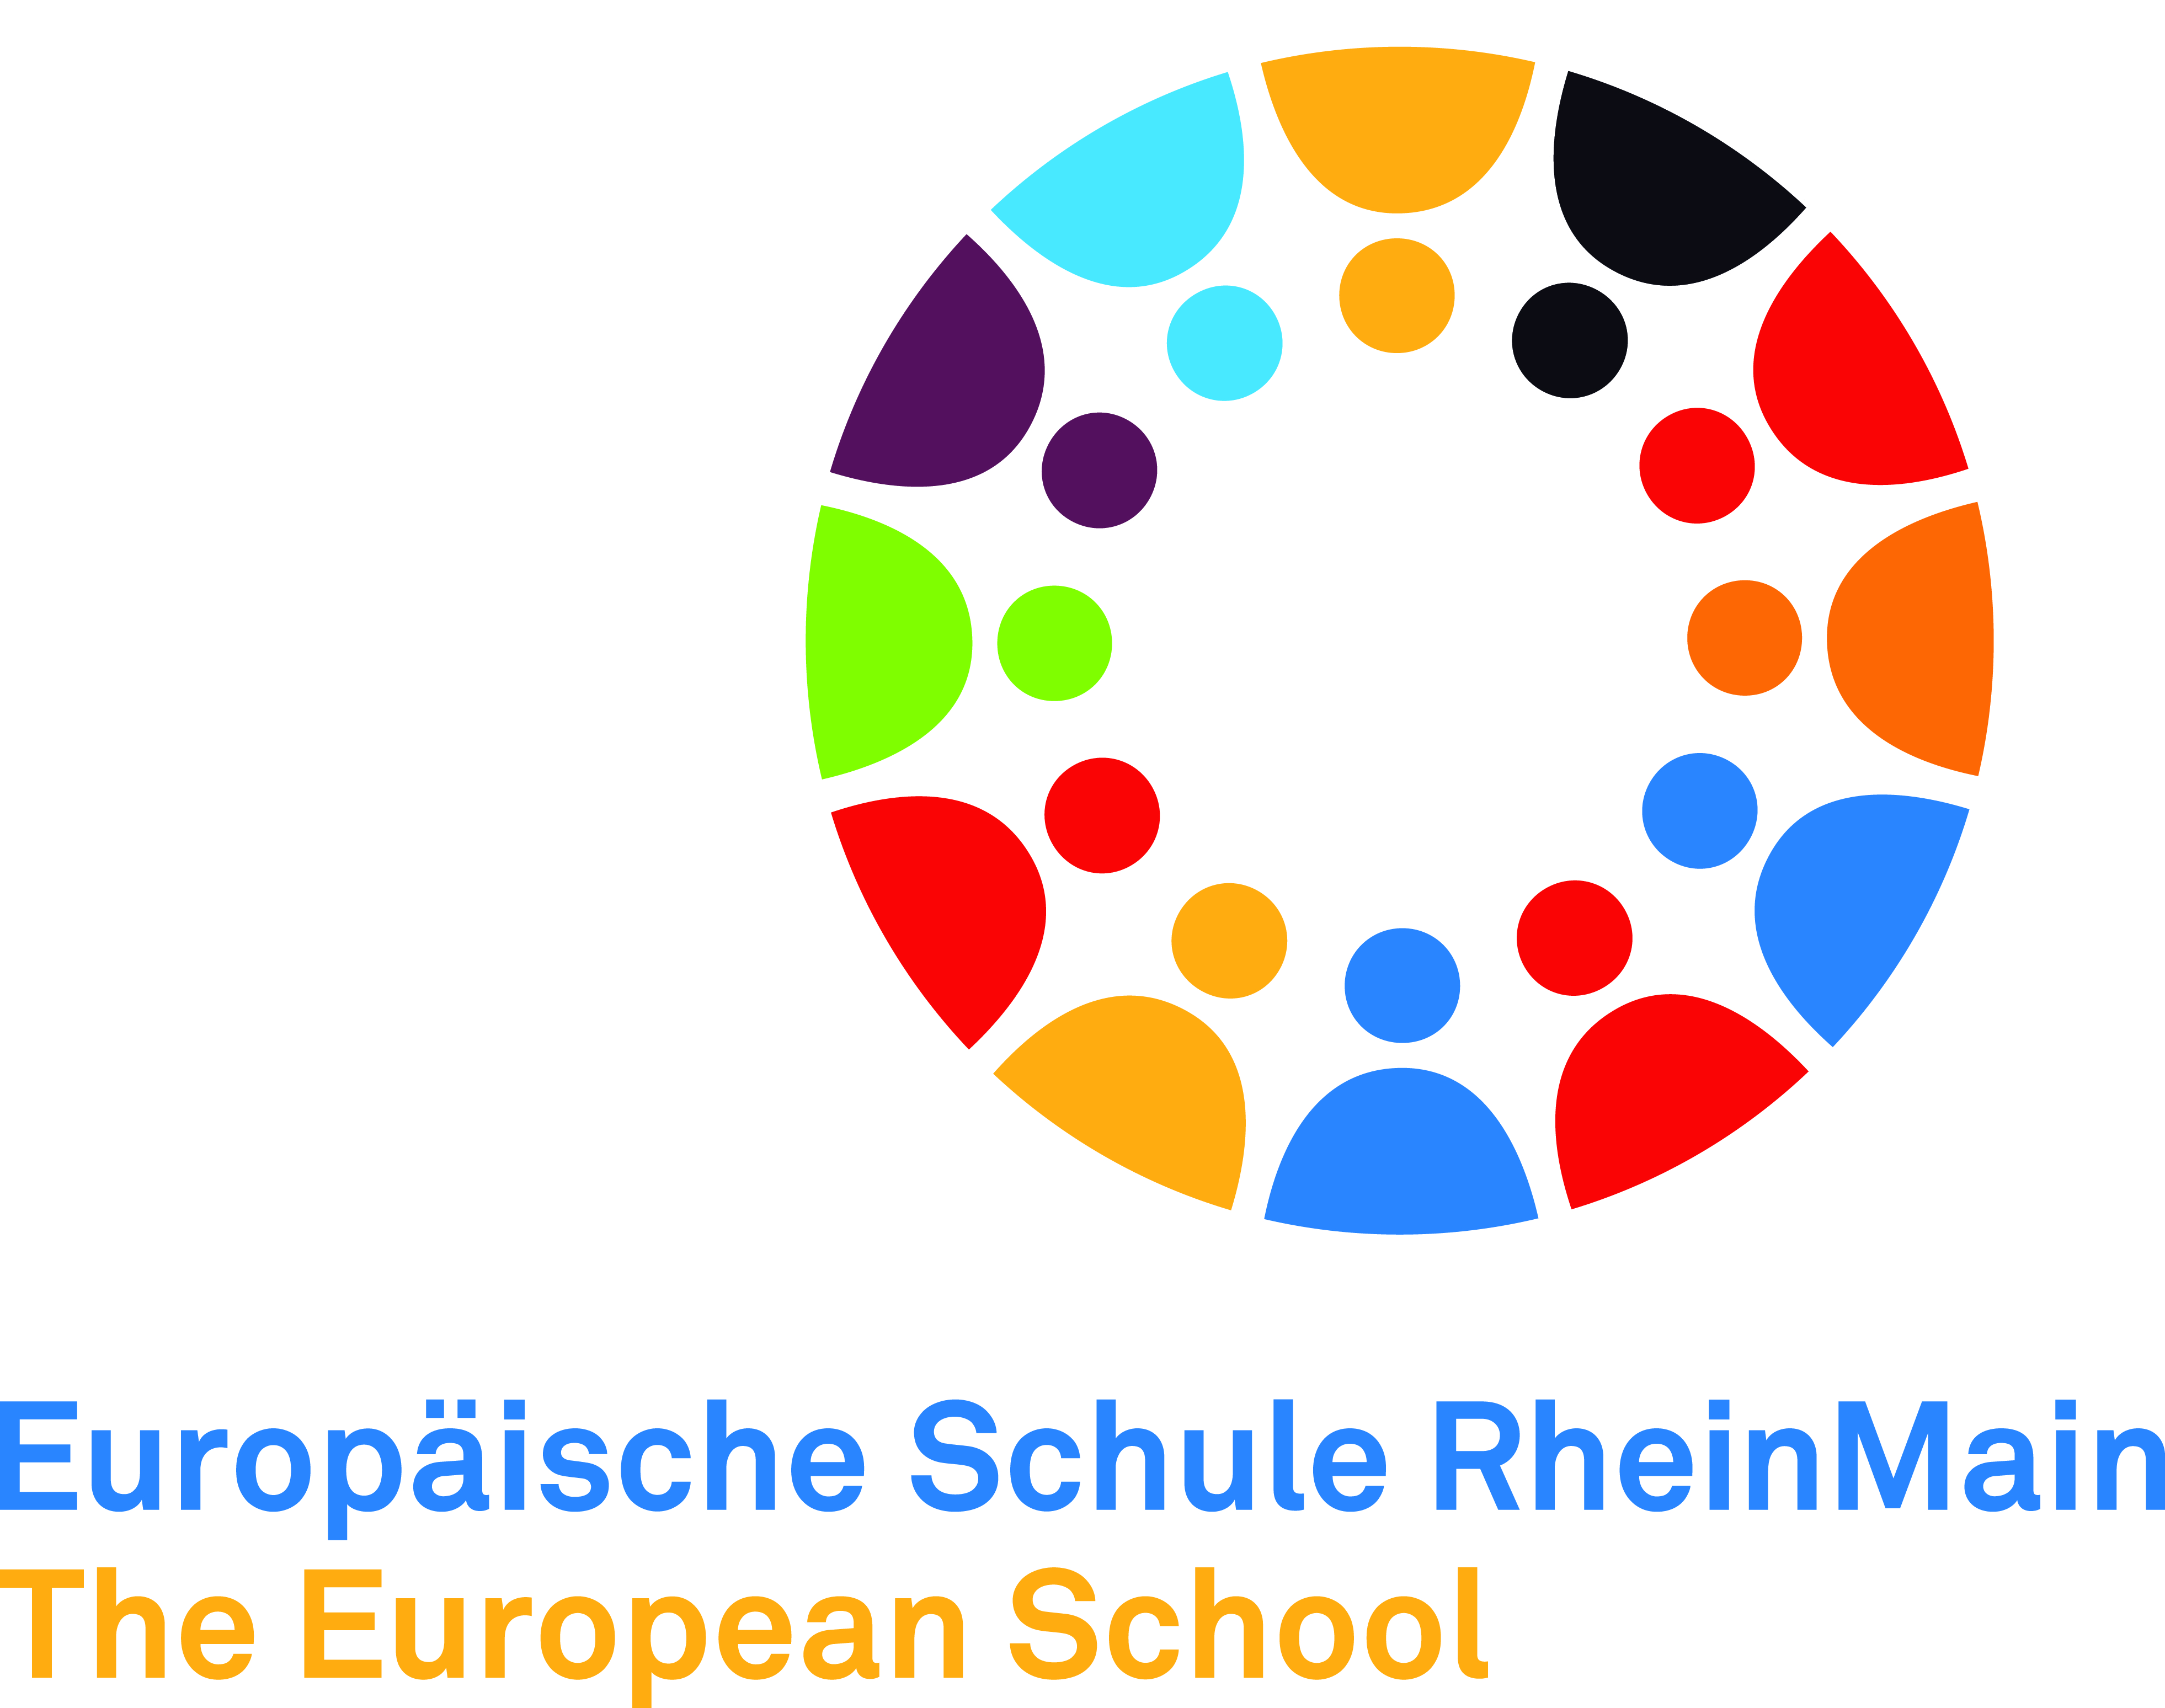 Europäische Schule RheinMain
The European School